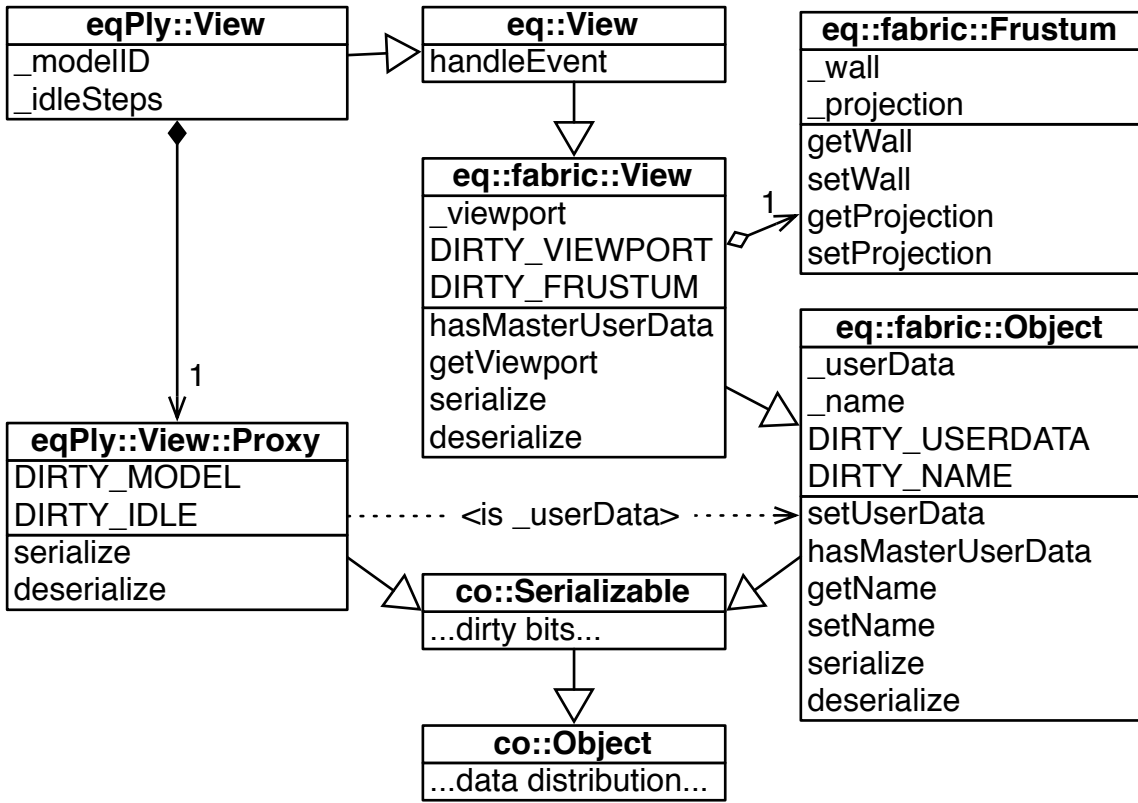 eqPly::View
_modelID
_idleSteps
eq::View
handleEvent
eq::fabric::Frustum
_wall
_projection
getWall
setWall
getProjection
setProjection
eq::fabric::View
_viewport
DIRTY_VIEWPORT
DIRTY_FRUSTUM
hasMasterUserData
getViewport
serialize
deserialize
1
1
eq::fabric::Object
_userData
_name
DIRTY_USERDATA
DIRTY_NAME
setUserData
hasMasterUserData
getName
setName
serialize
deserialize
eqPly::View::Proxy
DIRTY_MODEL
DIRTY_IDLE
serialize
deserialize
<is _userData>
co::Serializable
...dirty bits...
co::Object
...data distribution...